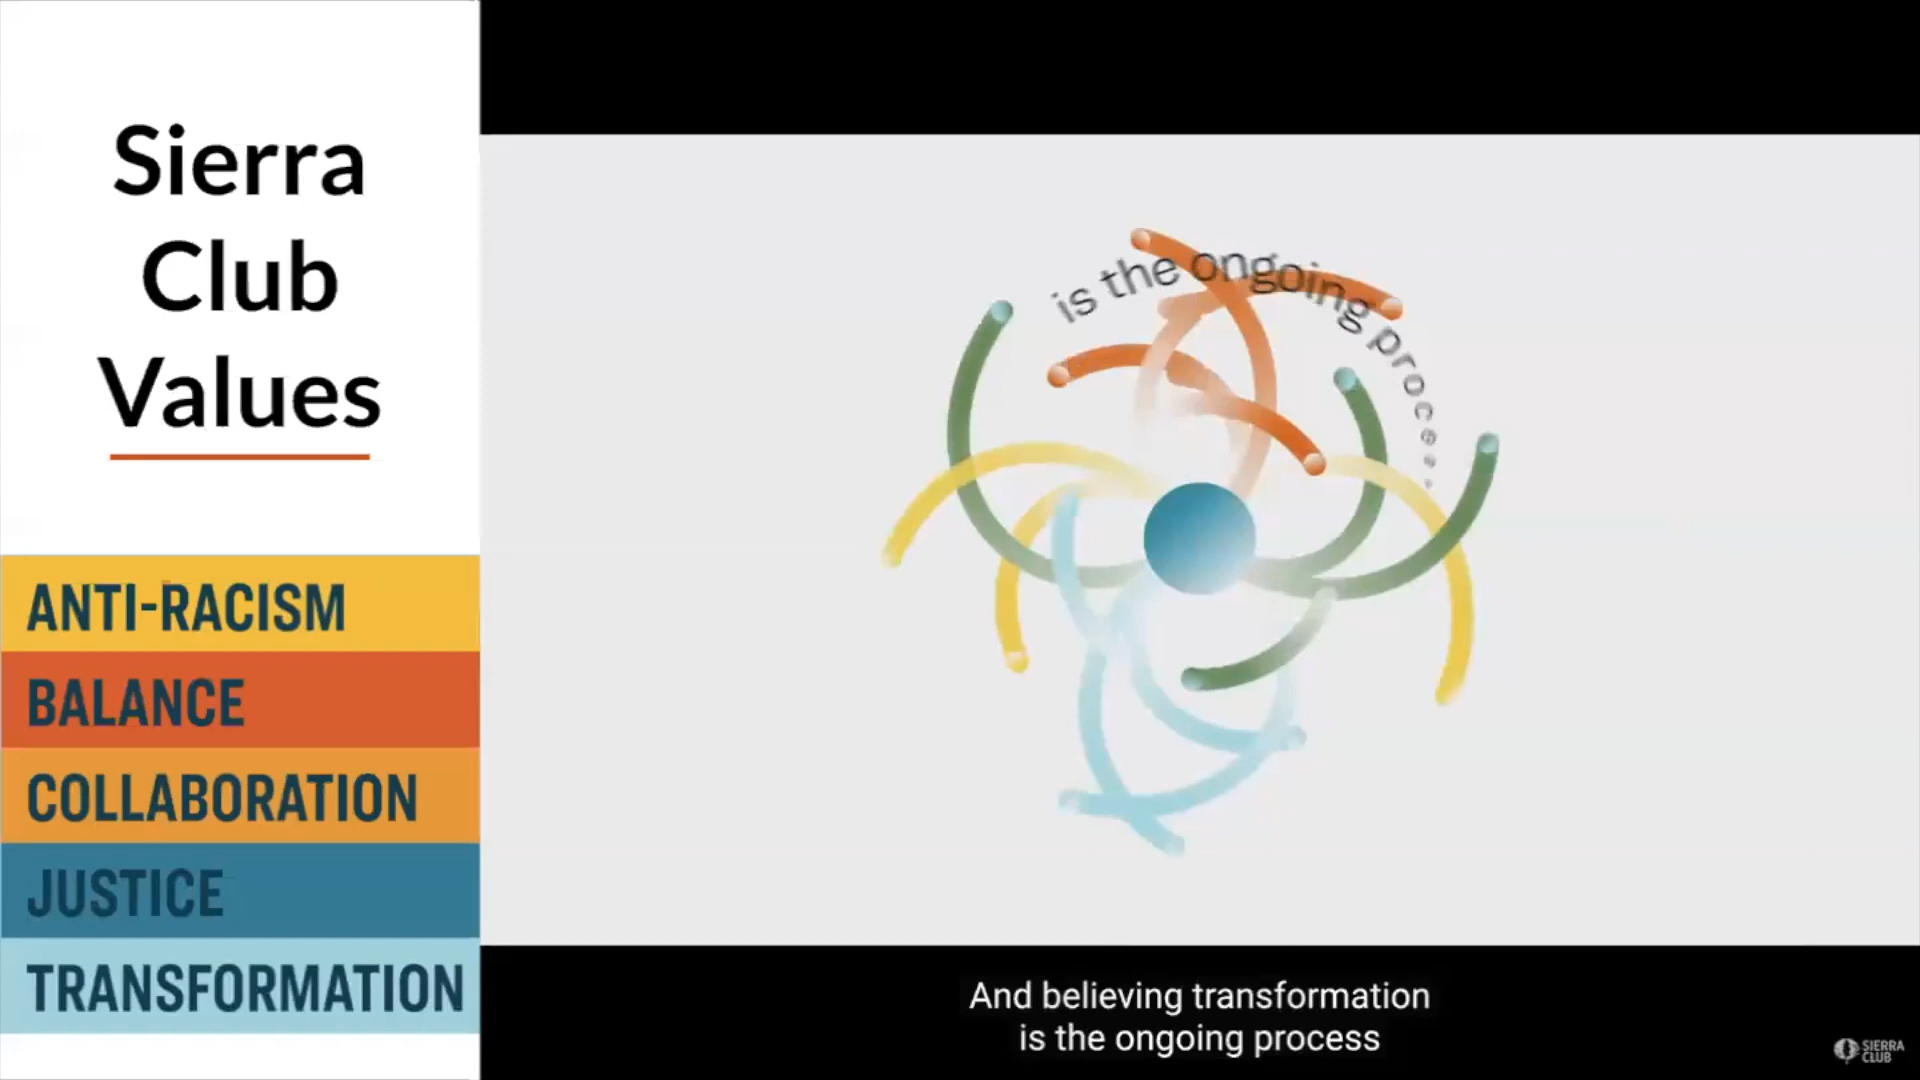 Sierra
Club
Values
ANTI-RACISM
BALANCE
COLLABORATION
JUSTICE
TRANSFORMATION
is the ongoing proce
And believing transformation
is the ongoing process
SIERRA
CLUB